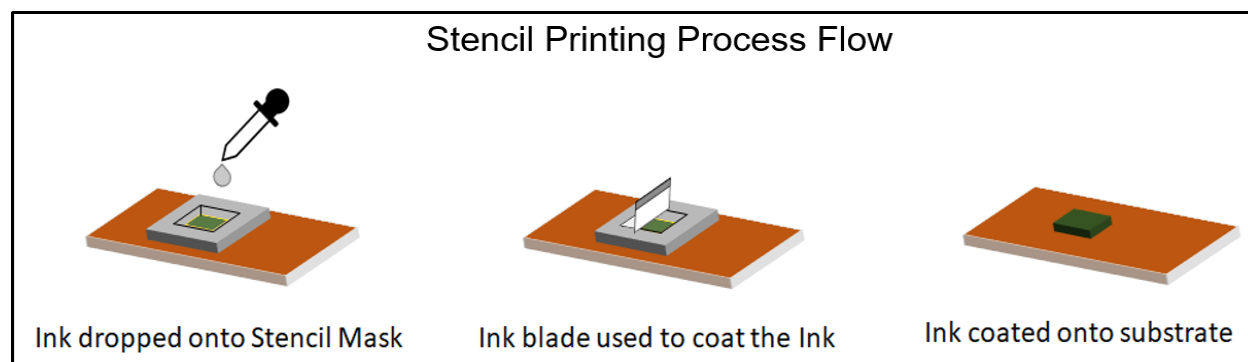 Stencil Printing Process Flow
Ink dropped onto Stencil Mask
Ink blade used to coat the Ink
Ink coated onto substrate